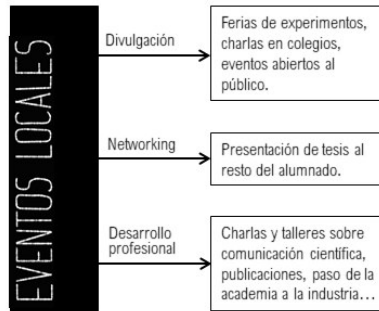 EVENTOS LOCALES
Divulgación
Ferias de experimentos,
charlas en colegios,
eventos abiertos al
público.
Networking
Presentación de tesis al
resto del alumnado.
Desarrollo
profesional
Charlas y talleres sobre
comunicación científica,
publicaciones, paso de la
academia a la industria...